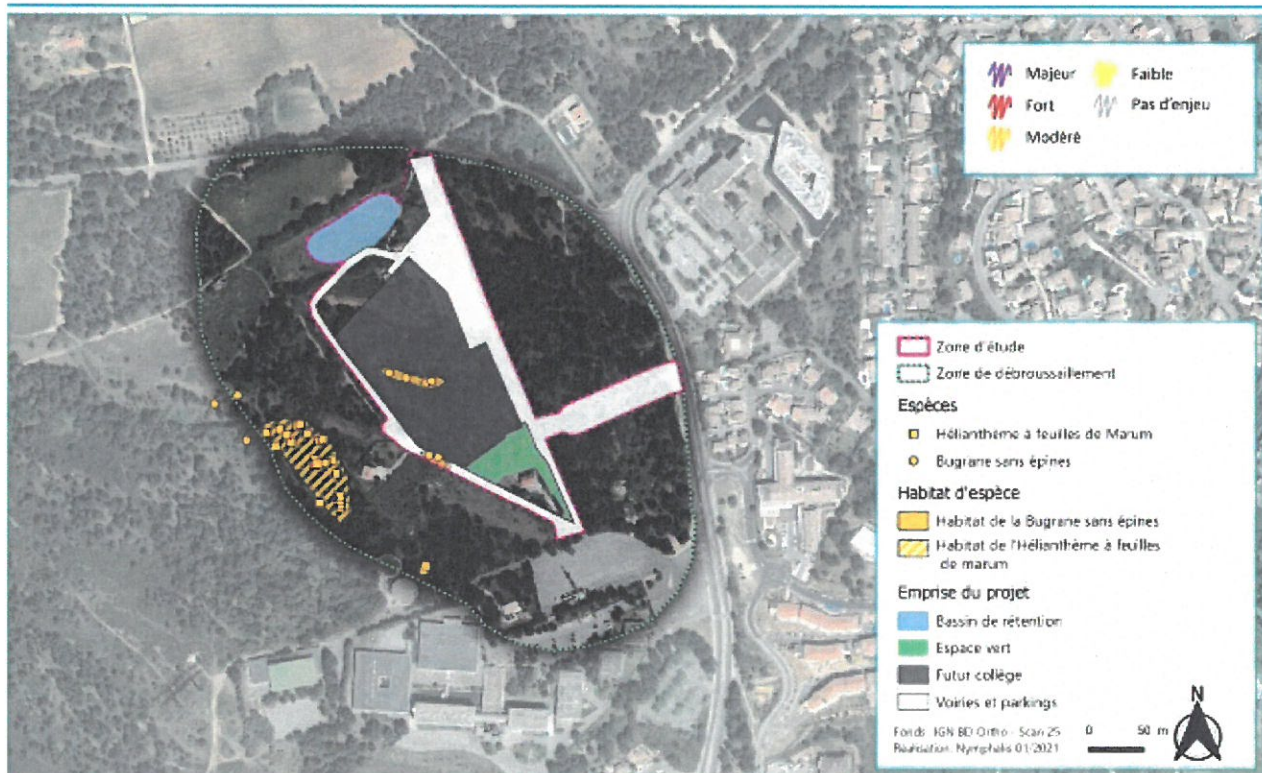 Majeur
Faible
Fort
Pas d'enjeu
Modéré
Zone d'étude
Zone de débroussaillement
Espèces
Hélianthème à feuilles de Marum
Bugrane sans épines
Habitat d'espèce
Habitat de la Bugrane sans épines
Habitat de l'Hélianthème à feuilles
de marum
Emprise du projet
Bassin de rétention
Espace vert
Futur collège
Voiries et parkings
Fonds: IGN BD Ortho - Scan 25
Réalisation: Nymphalis 01/2021
0 50 m
N